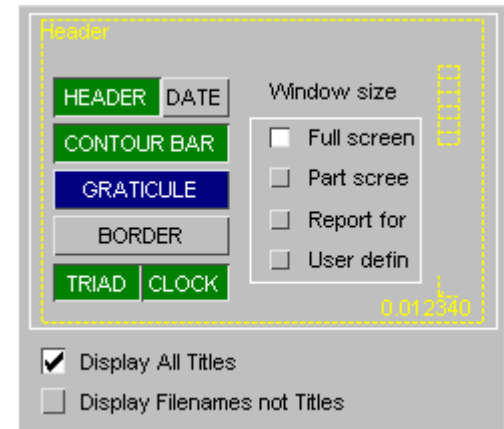 Header
HEADER DATE Window size
CONTOUR BAR Full screen
GRATICULE Part scree
BORDER Report for
User defin
TRIAD CLOCK
0.012340
Display All Titles
Display Filenames not Titles